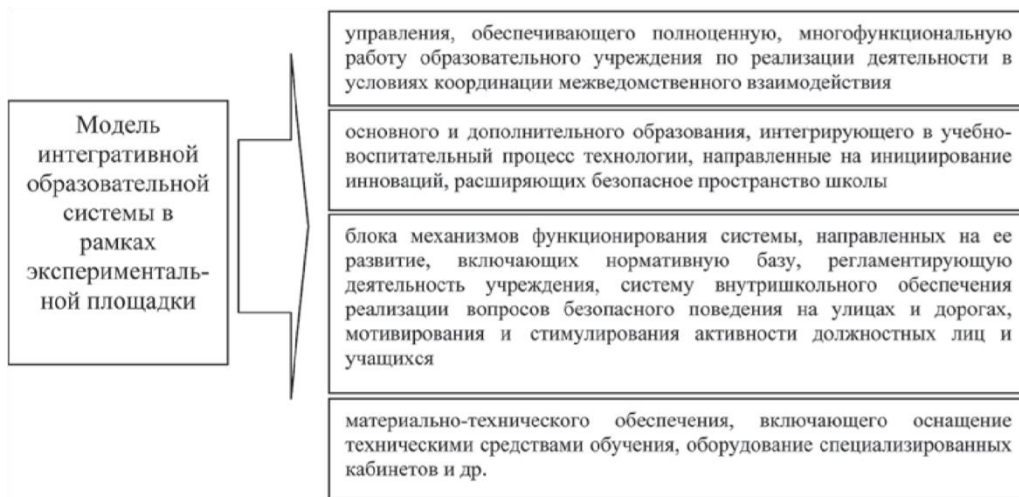 Модель
интегративной
образовательной
системы в
рамках
эксперименталь-
ной площадки
управления, обеспечивающего полноценную, многофункциональную
работу образовательного учреждения по реализации деятельности в
условиях координации межведомственного взаимодействия
основного и дополнительного образования, интегрирующего в учебно-
воспитательный процесс технологии, направленные на инициирование
инноваций, расширяющих безопасное пространство школы
блока механизмов функционирования системы, направленных на ее
развитие, включающих нормативную базу, регламентирующую
деятельность учреждения, систему внутришкольного обеспечения
реализации вопросов безопасного поведения на улицах и дорогах,
мотивирования и стимулирования активности должностных лиц и
учащихся
материально-технического обеспечения, включающего оснащение
техническими средствами обучения, оборудование специализированных
кабинетов и др.